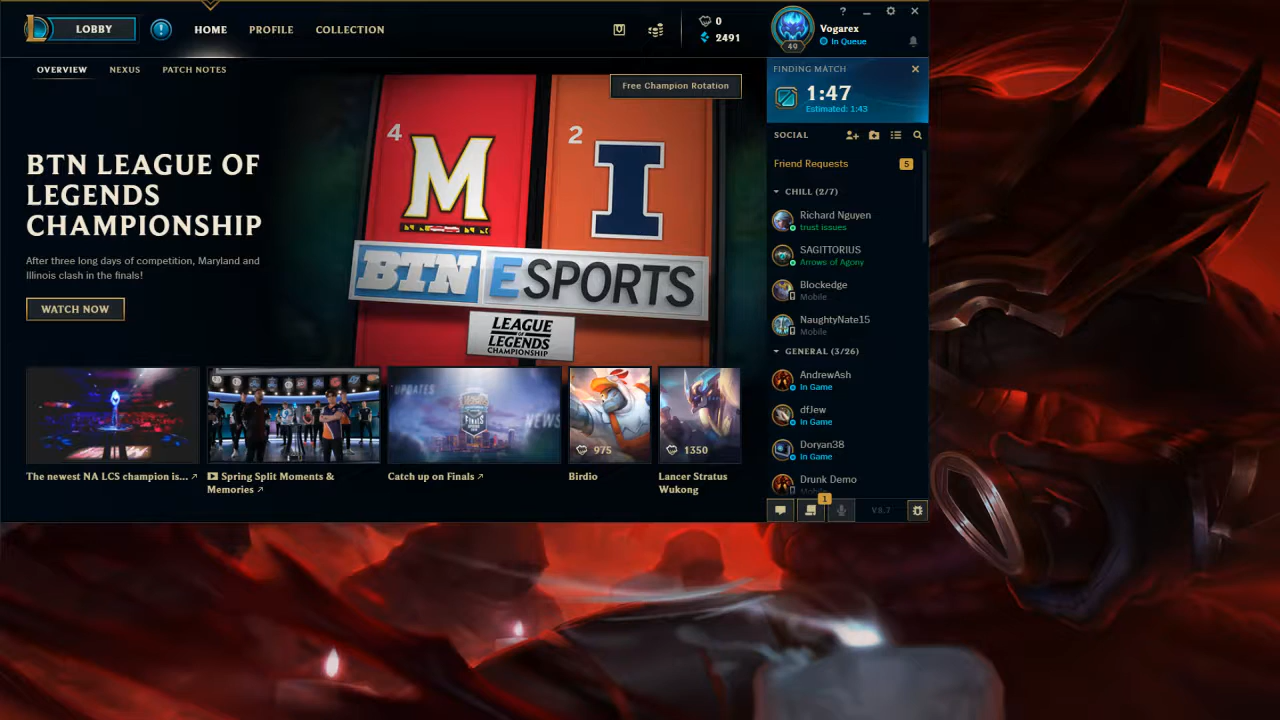 LOBBY
HOME
PROFILE
COLLECTION
0
2491
?
49
Vogarex
In Queue
OVERVIEW
NEXUS
PATCH NOTES
Free Champion Rotation
FINDING MATCH
1:47
Estimated: 1:43
SOCIAL
Friend Requests
5
CHILL (2/7)
Richard Nguyen
trust issues
SAGITTORIUS
Arrows of Agony
Blockedge
Mobile
NaughtyNate15
Mobile
GENERAL (3/26)
AndrewAsh
In Game
dfJew
In Game
Doryan38
In Game
Drunk Demo
Mobile
1
V8.7
BTN LEAGUE OF
LEGENDS
CHAMPIONSHIP
After three long days of competition, Maryland and
Illinois clash in the finals!
WATCH NOW
4
M
2
I
BTN ESPORTS
LEAGUE
OF
LEGENDS
CHAMPIONSHIP
UPDATES
FINALS
NEWS
975
1350
The newest NA LCS champion is...
Spring Split Moments &
Memories
Catch up on Finals
Birdio
Lancer Stratus
Wukong